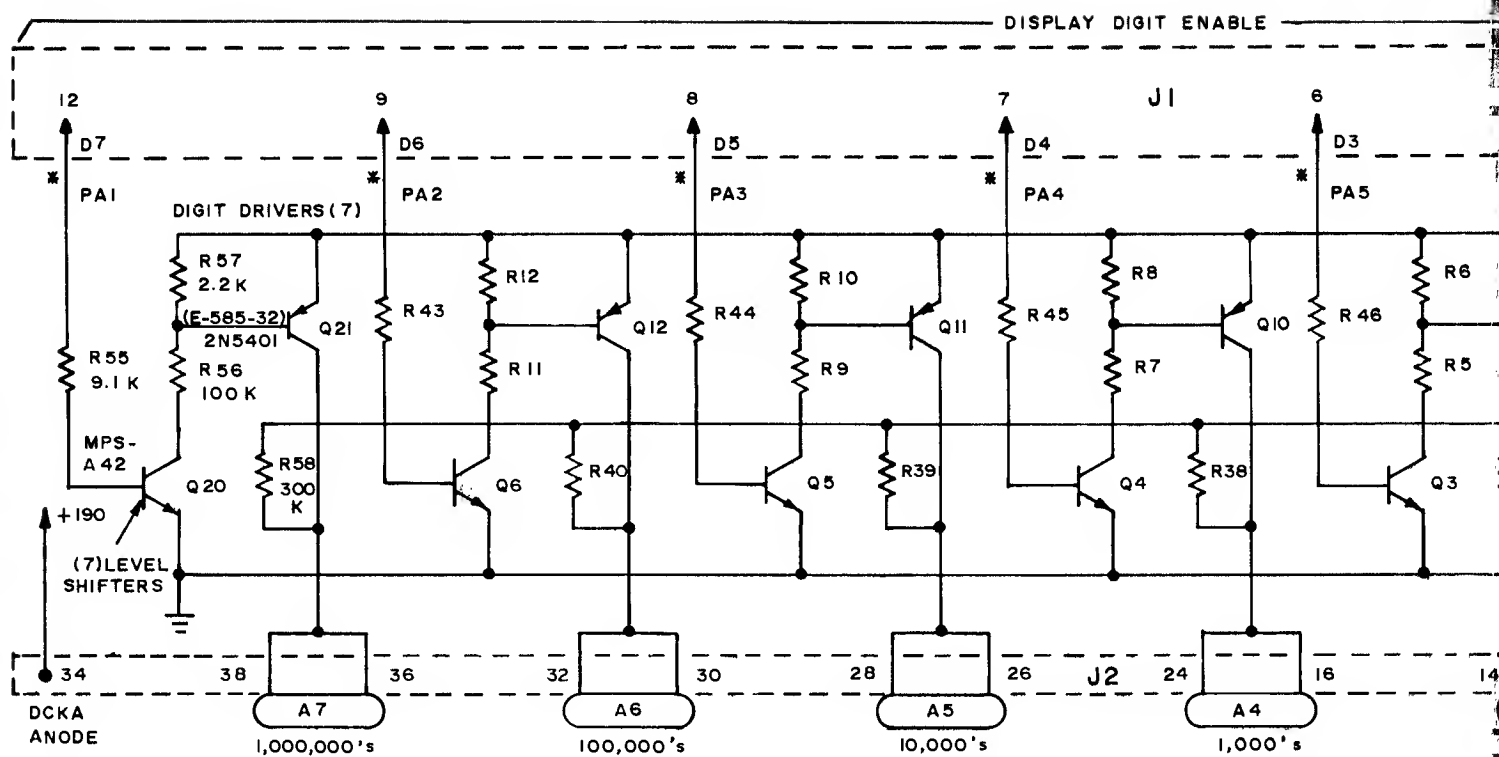 DISPLAY DIGIT ENABLE
12 9 8 7 J1 6
D7 D6 D5 D4 D3
* PA1 * PA2 * PA3 * PA4 * PA5
DIGIT DRIVERS (7)
R57
2.2K
R12 R10 R8 R6
(E-585-32)
2N5401
Q21 R43 Q12 R44 Q11 R45 Q10 R46
R55
9.1K
R56
100K
R11 R9 R7 R5
MPS-
A42
Q20
R58
300
K
Q6 R40 Q5 R39 Q4 R38 Q3
+190
(7) LEVEL
SHIFTERS
34 38 36 32 30 28 26 J2 24 16 14
DCKA
ANODE
A7 A6 A5 A4
1,000,000's 100,000's 10,000's 1,000's